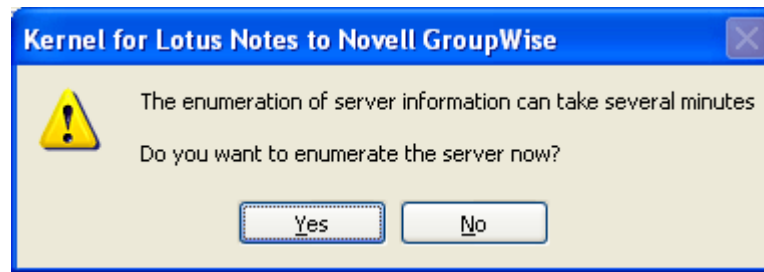 Kernel for Lotus Notes to Novell GroupWise
The enumeration of server information can take several minutes
Do you want to enumerate the server now?
Yes
No